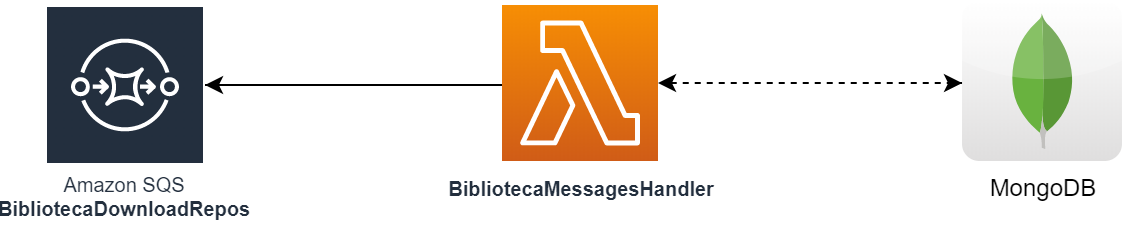 Amazon SQS
BibliotecaDownloadRepos
BibliotecaMessagesHandler
MongoDB